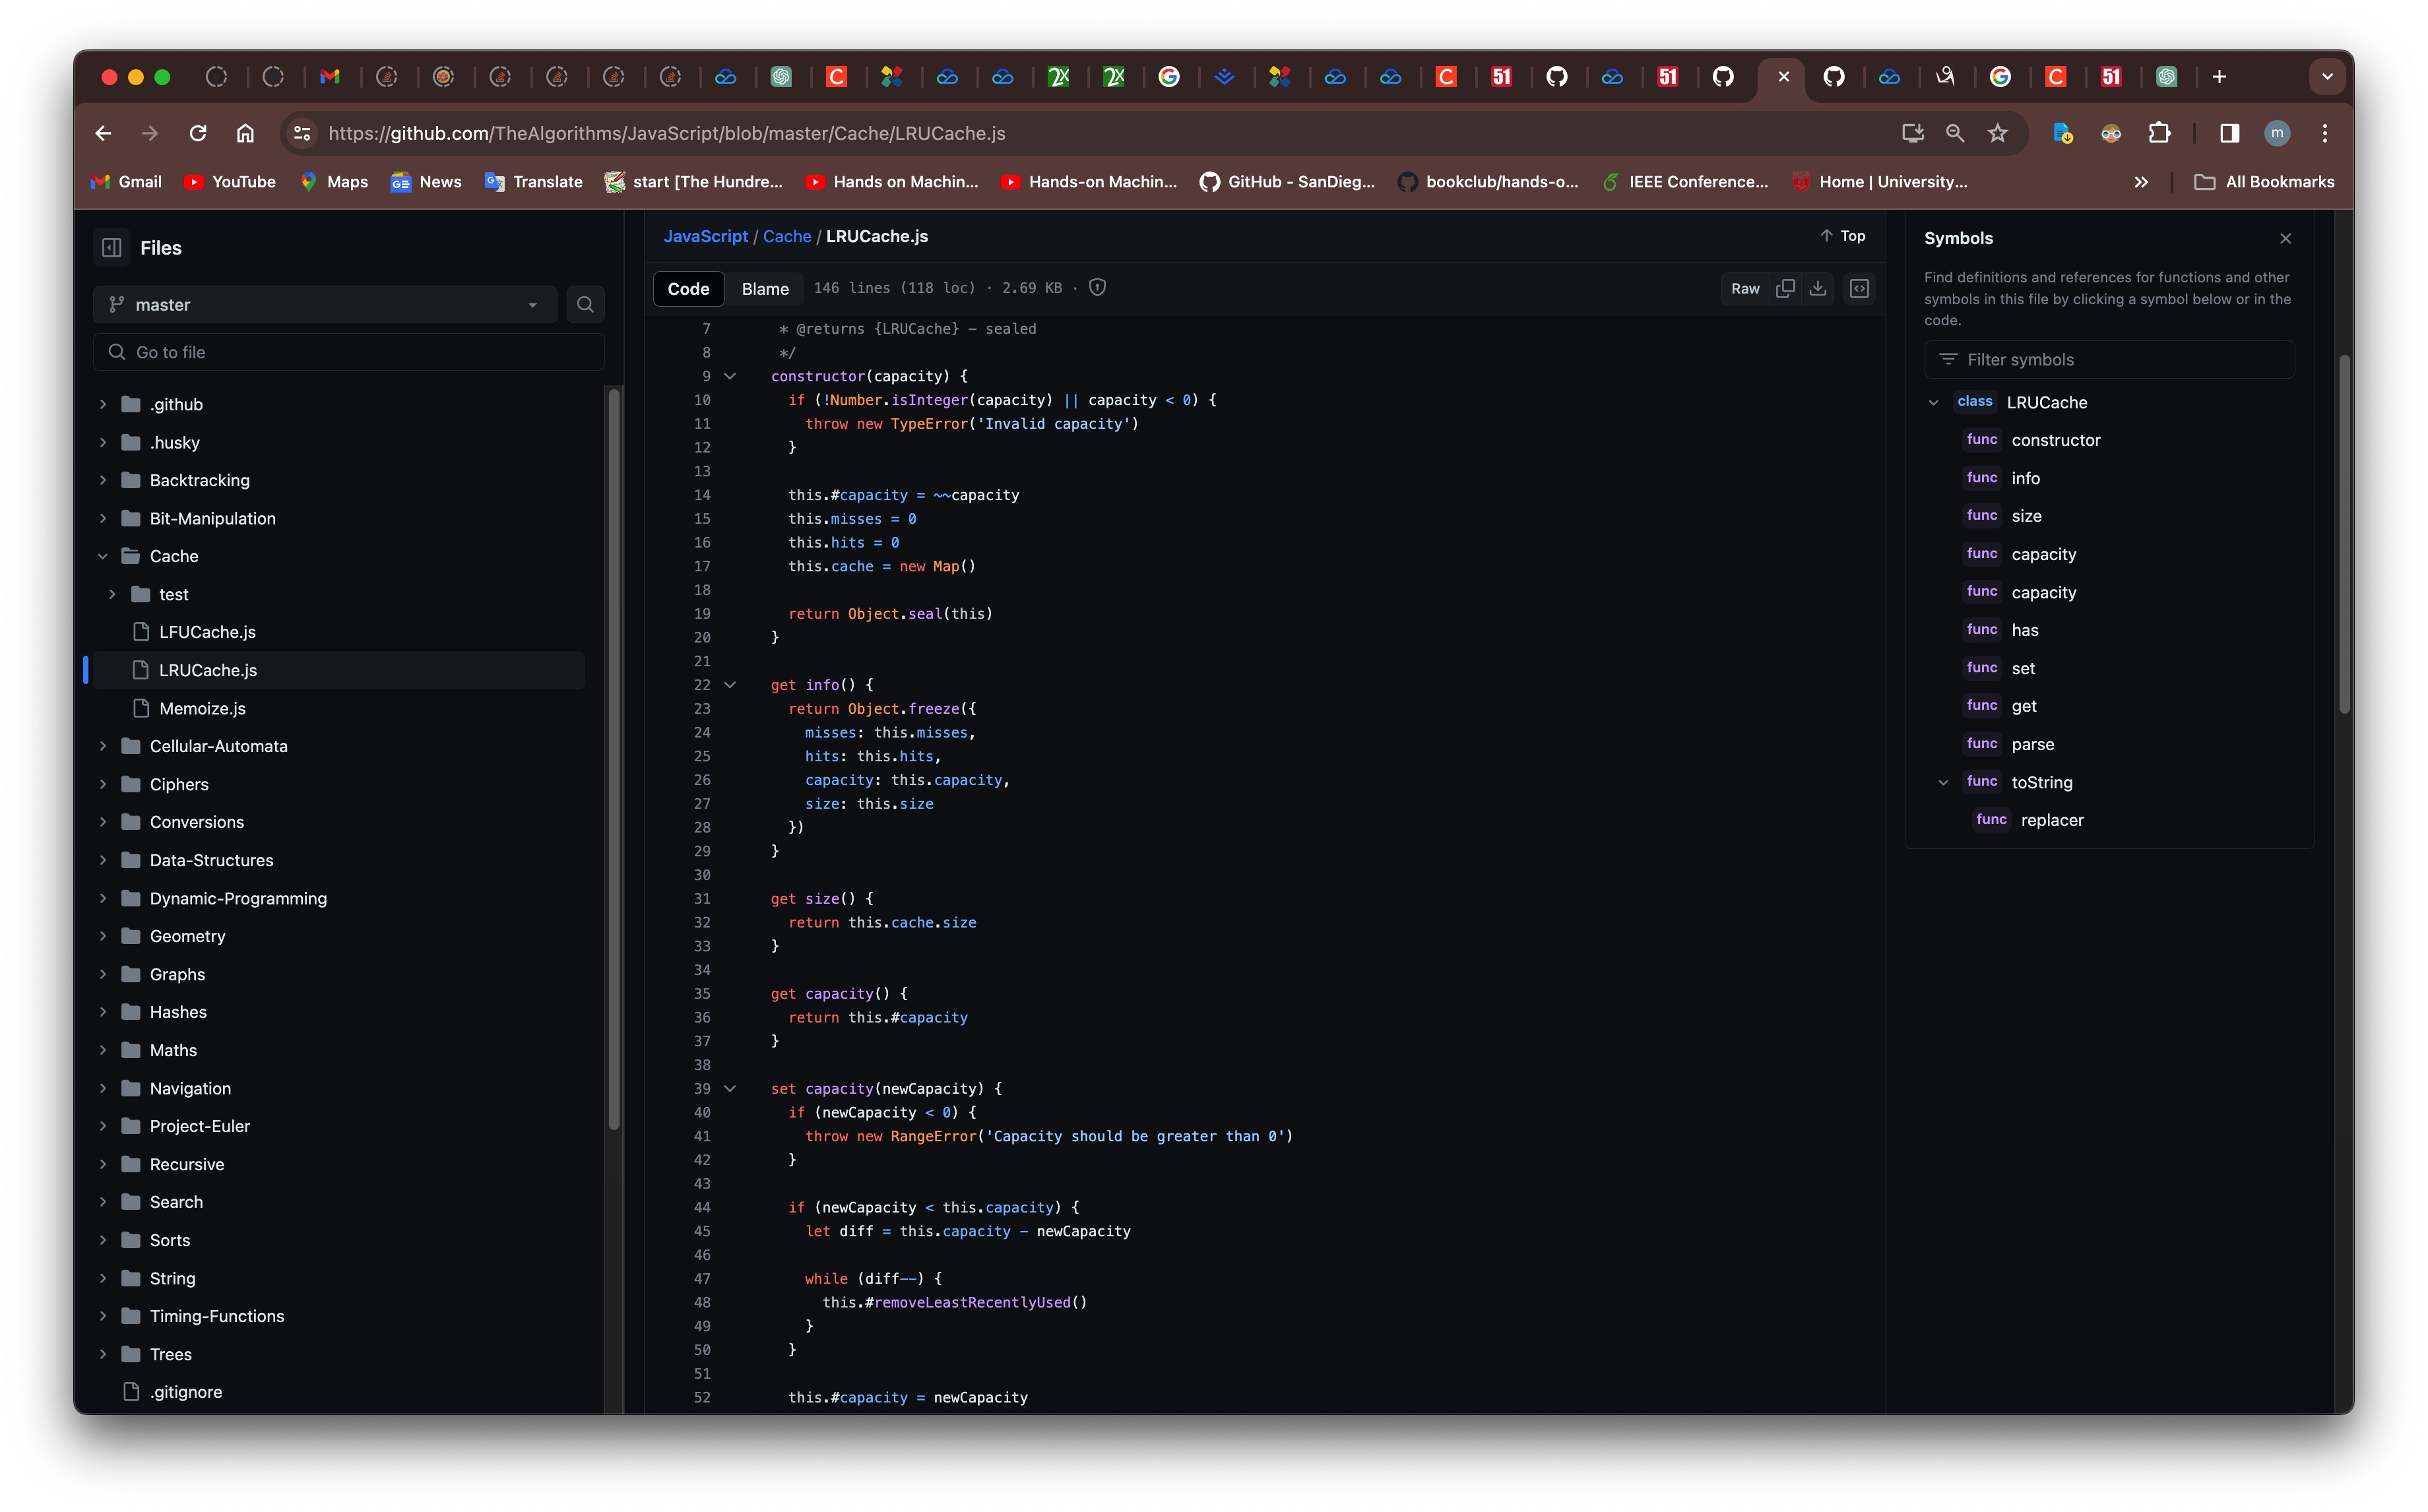 https://github.com/TheAlgorithms/JavaScript/blob/master/Cache/LRUCache.js
m
Gmail YouTube Maps News Translate start [The Hundre... Hands on Machin... Hands-on Machin... GitHub - SanDieg... bookclub/hands-o... IEEE Conference... Home | University... All Bookmarks
Files
master
Go to file
.github
.husky
Backtracking
Bit-Manipulation
Cache
test
LFUCache.js
LRUCache.js
Memoize.js
Cellular-Automata
Ciphers
Conversions
Data-Structures
Dynamic-Programming
Geometry
Graphs
Hashes
Maths
Navigation
Project-Euler
Recursive
Search
Sorts
String
Timing-Functions
Trees
.gitignore
JavaScript / Cache / LRUCache.js
Top
Code Blame 146 lines (118 loc) · 2.69 KB ·
Raw
7 * @returns {LRUCache} - sealed
8 */
9 constructor(capacity) {
10 if (!Number.isInteger(capacity) || capacity < 0) {
11 throw new TypeError('Invalid capacity')
12 }
13
14 this.#capacity = ~~capacity
15 this.misses = 0
16 this.hits = 0
17 this.cache = new Map()
18
19 return Object.seal(this)
20 }
21
22 get info() {
23 return Object.freeze({
24 misses: this.misses,
25 hits: this.hits,
26 capacity: this.capacity,
27 size: this.size
28 })
29 }
30
31 get size() {
32 return this.cache.size
33 }
34
35 get capacity() {
36 return this.#capacity
37 }
38
39 set capacity(newCapacity) {
40 if (newCapacity < 0) {
41 throw new RangeError('Capacity should be greater than 0')
42 }
43
44 if (newCapacity < this.capacity) {
45 let diff = this.capacity - newCapacity
46
47 while (diff--) {
48 this.#removeLeastRecentlyUsed()
49 }
50 }
51
52 this.#capacity = newCapacity
Symbols
Find definitions and references for functions and other
symbols in this file by clicking a symbol below or in the
code.
Filter symbols
class LRUCache
func constructor
func info
func size
func capacity
func capacity
func has
func set
func get
func parse
func toString
func replacer